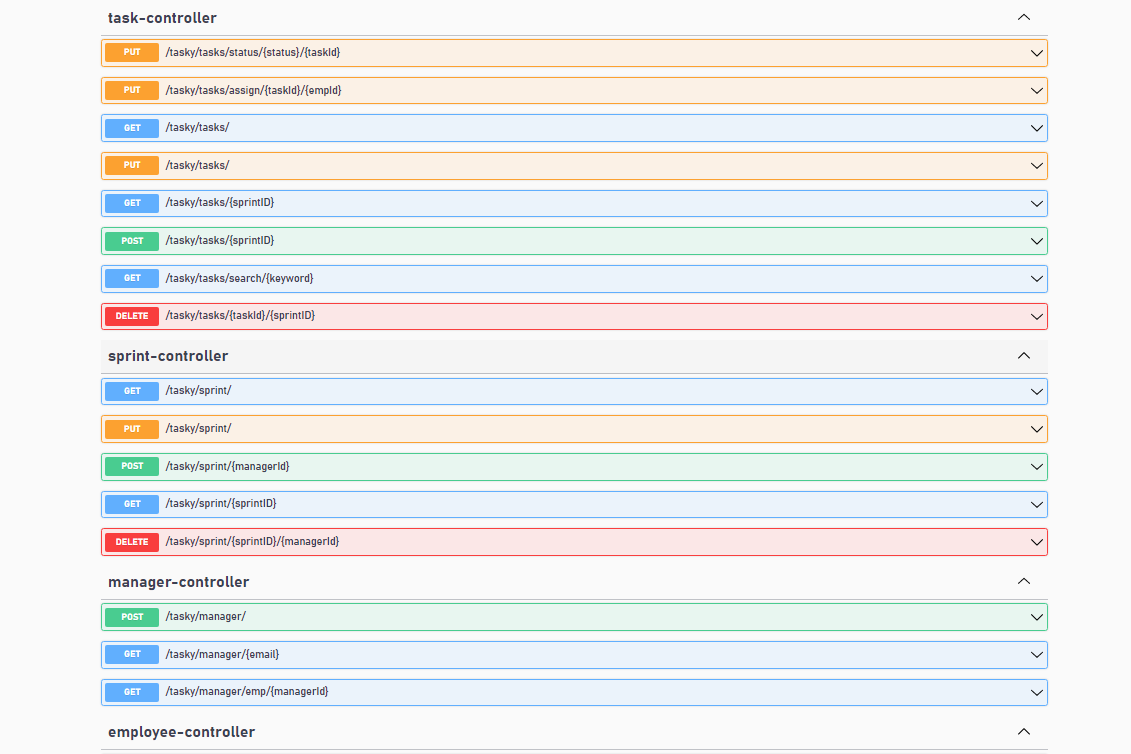 task-controller
PUT /tasky/tasks/status/{status}/{taskId}
PUT /tasky/tasks/assign/{taskId}/{empId}
GET /tasky/tasks/
PUT /tasky/tasks/
GET /tasky/tasks/{sprintID}
POST /tasky/tasks/{sprintID}
GET /tasky/tasks/search/{keyword}
DELETE /tasky/tasks/{taskId}/{sprintID}
sprint-controller
GET /tasky/sprint/
PUT /tasky/sprint/
POST /tasky/sprint/{managerId}
GET /tasky/sprint/{sprintID}
DELETE /tasky/sprint/{sprintID}/{managerId}
manager-controller
POST /tasky/manager/
GET /tasky/manager/{email}
GET /tasky/manager/emp/{managerId}
employee-controller